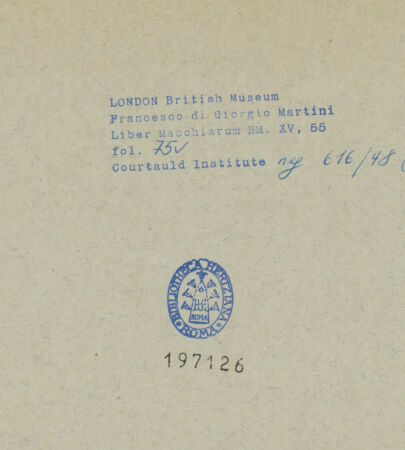 LONDON British Museum
Francesco di Giorgio Martini
Liber Macchiarum BM. XV, 55
fol. 75v
Courtauld Institute neg 616/48 (
BIBLIOTHECA HERTZIANA
ROMA
ROMA
197126